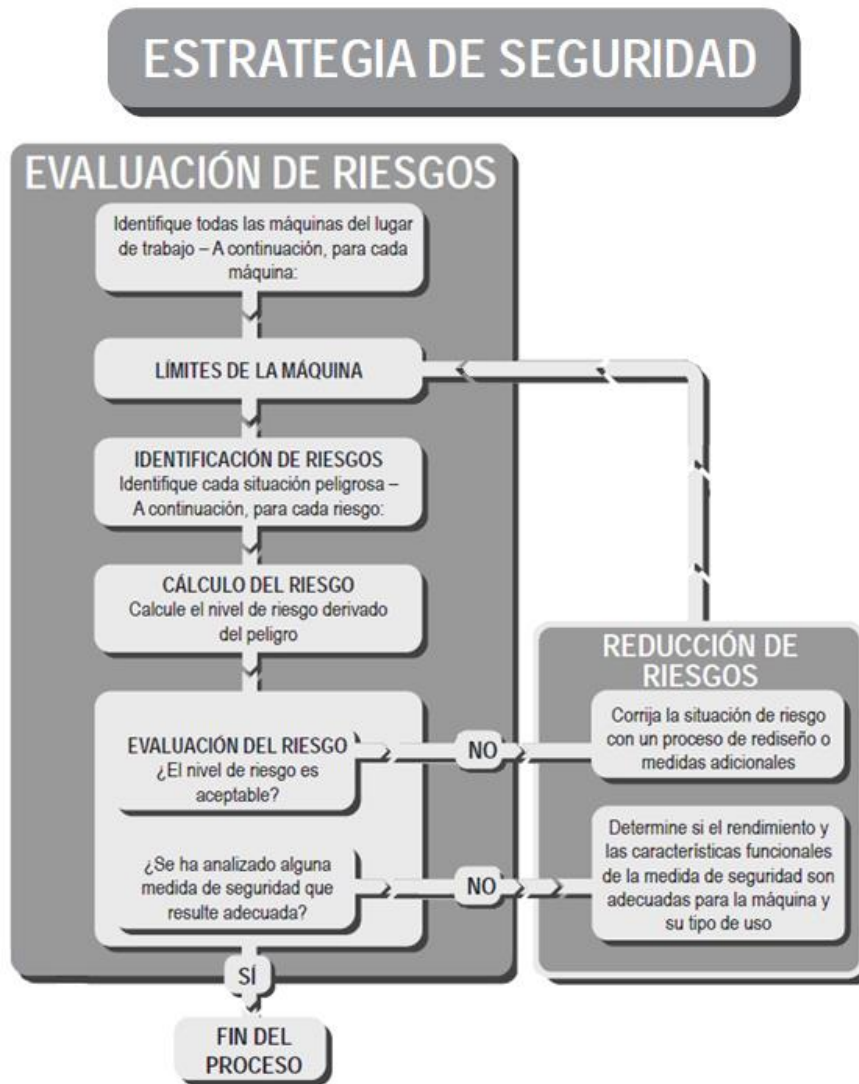 ESTRATEGIA DE SEGURIDAD
EVALUACIÓN DE RIESGOS
Identifique todas las máquinas del lugar
de trabajo – A continuación, para cada
máquina:
LÍMITES DE LA MÁQUINA
IDENTIFICACIÓN DE RIESGOS
Identifique cada situación peligrosa –
A continuación, para cada riesgo:
CÁLCULO DEL RIESGO
Calcule el nivel de riesgo derivado
del peligro
EVALUACIÓN DEL RIESGO
¿El nivel de riesgo es
aceptable?
NO
¿Se ha analizado alguna
medida de seguridad que
resulte adecuada?
NO
SÍ
FIN DEL
PROCESO
REDUCCIÓN DE
RIESGOS
Corrija la situación de riesgo
con un proceso de rediseño o
medidas adicionales
Determine si el rendimiento y
las características funcionales
de la medida de seguridad son
adecuadas para la máquina y
su tipo de uso